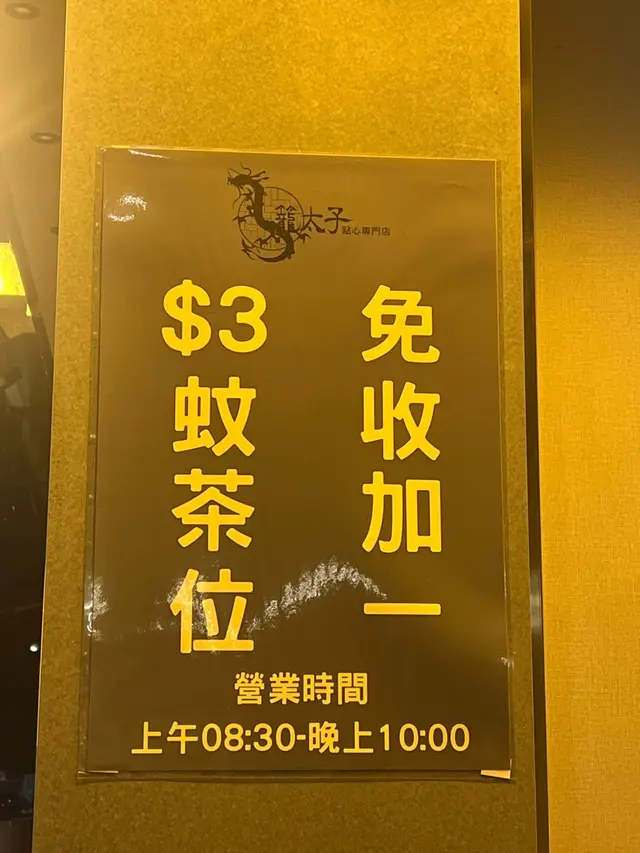 籠太子
點心專門店
免收加一
$3蚊茶位
營業時間
上午08:30-晚上10:00